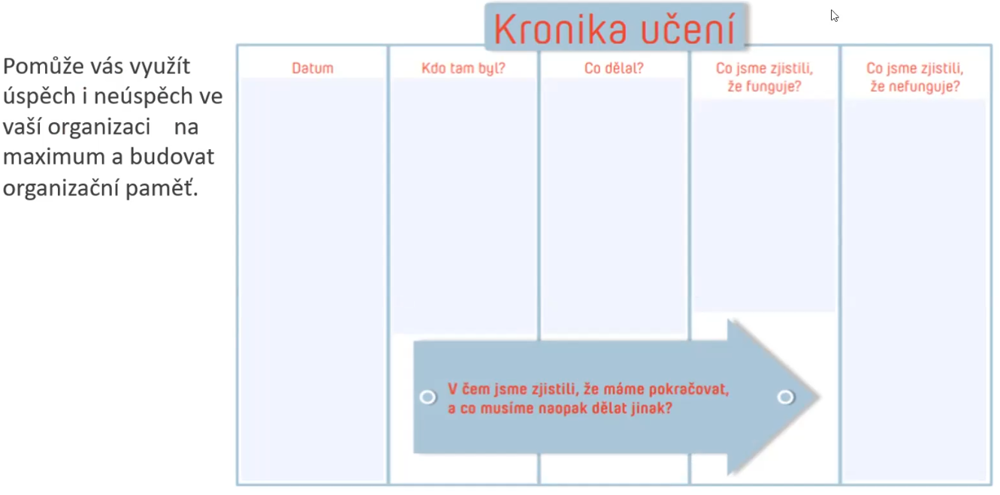 Kronika učení
Pomůže vás využít
úspěch i neúspěch ve
vaší organizaci na
maximum a budovat
organizační paměť.
Datum
Kdo tam byl?
Co dělal?
Co jsme zjistili,
že funguje?
Co jsme zjistili,
že nefunguje?
V čem jsme zjistili, že máme pokračovat,
a co musíme naopak dělat jinak?